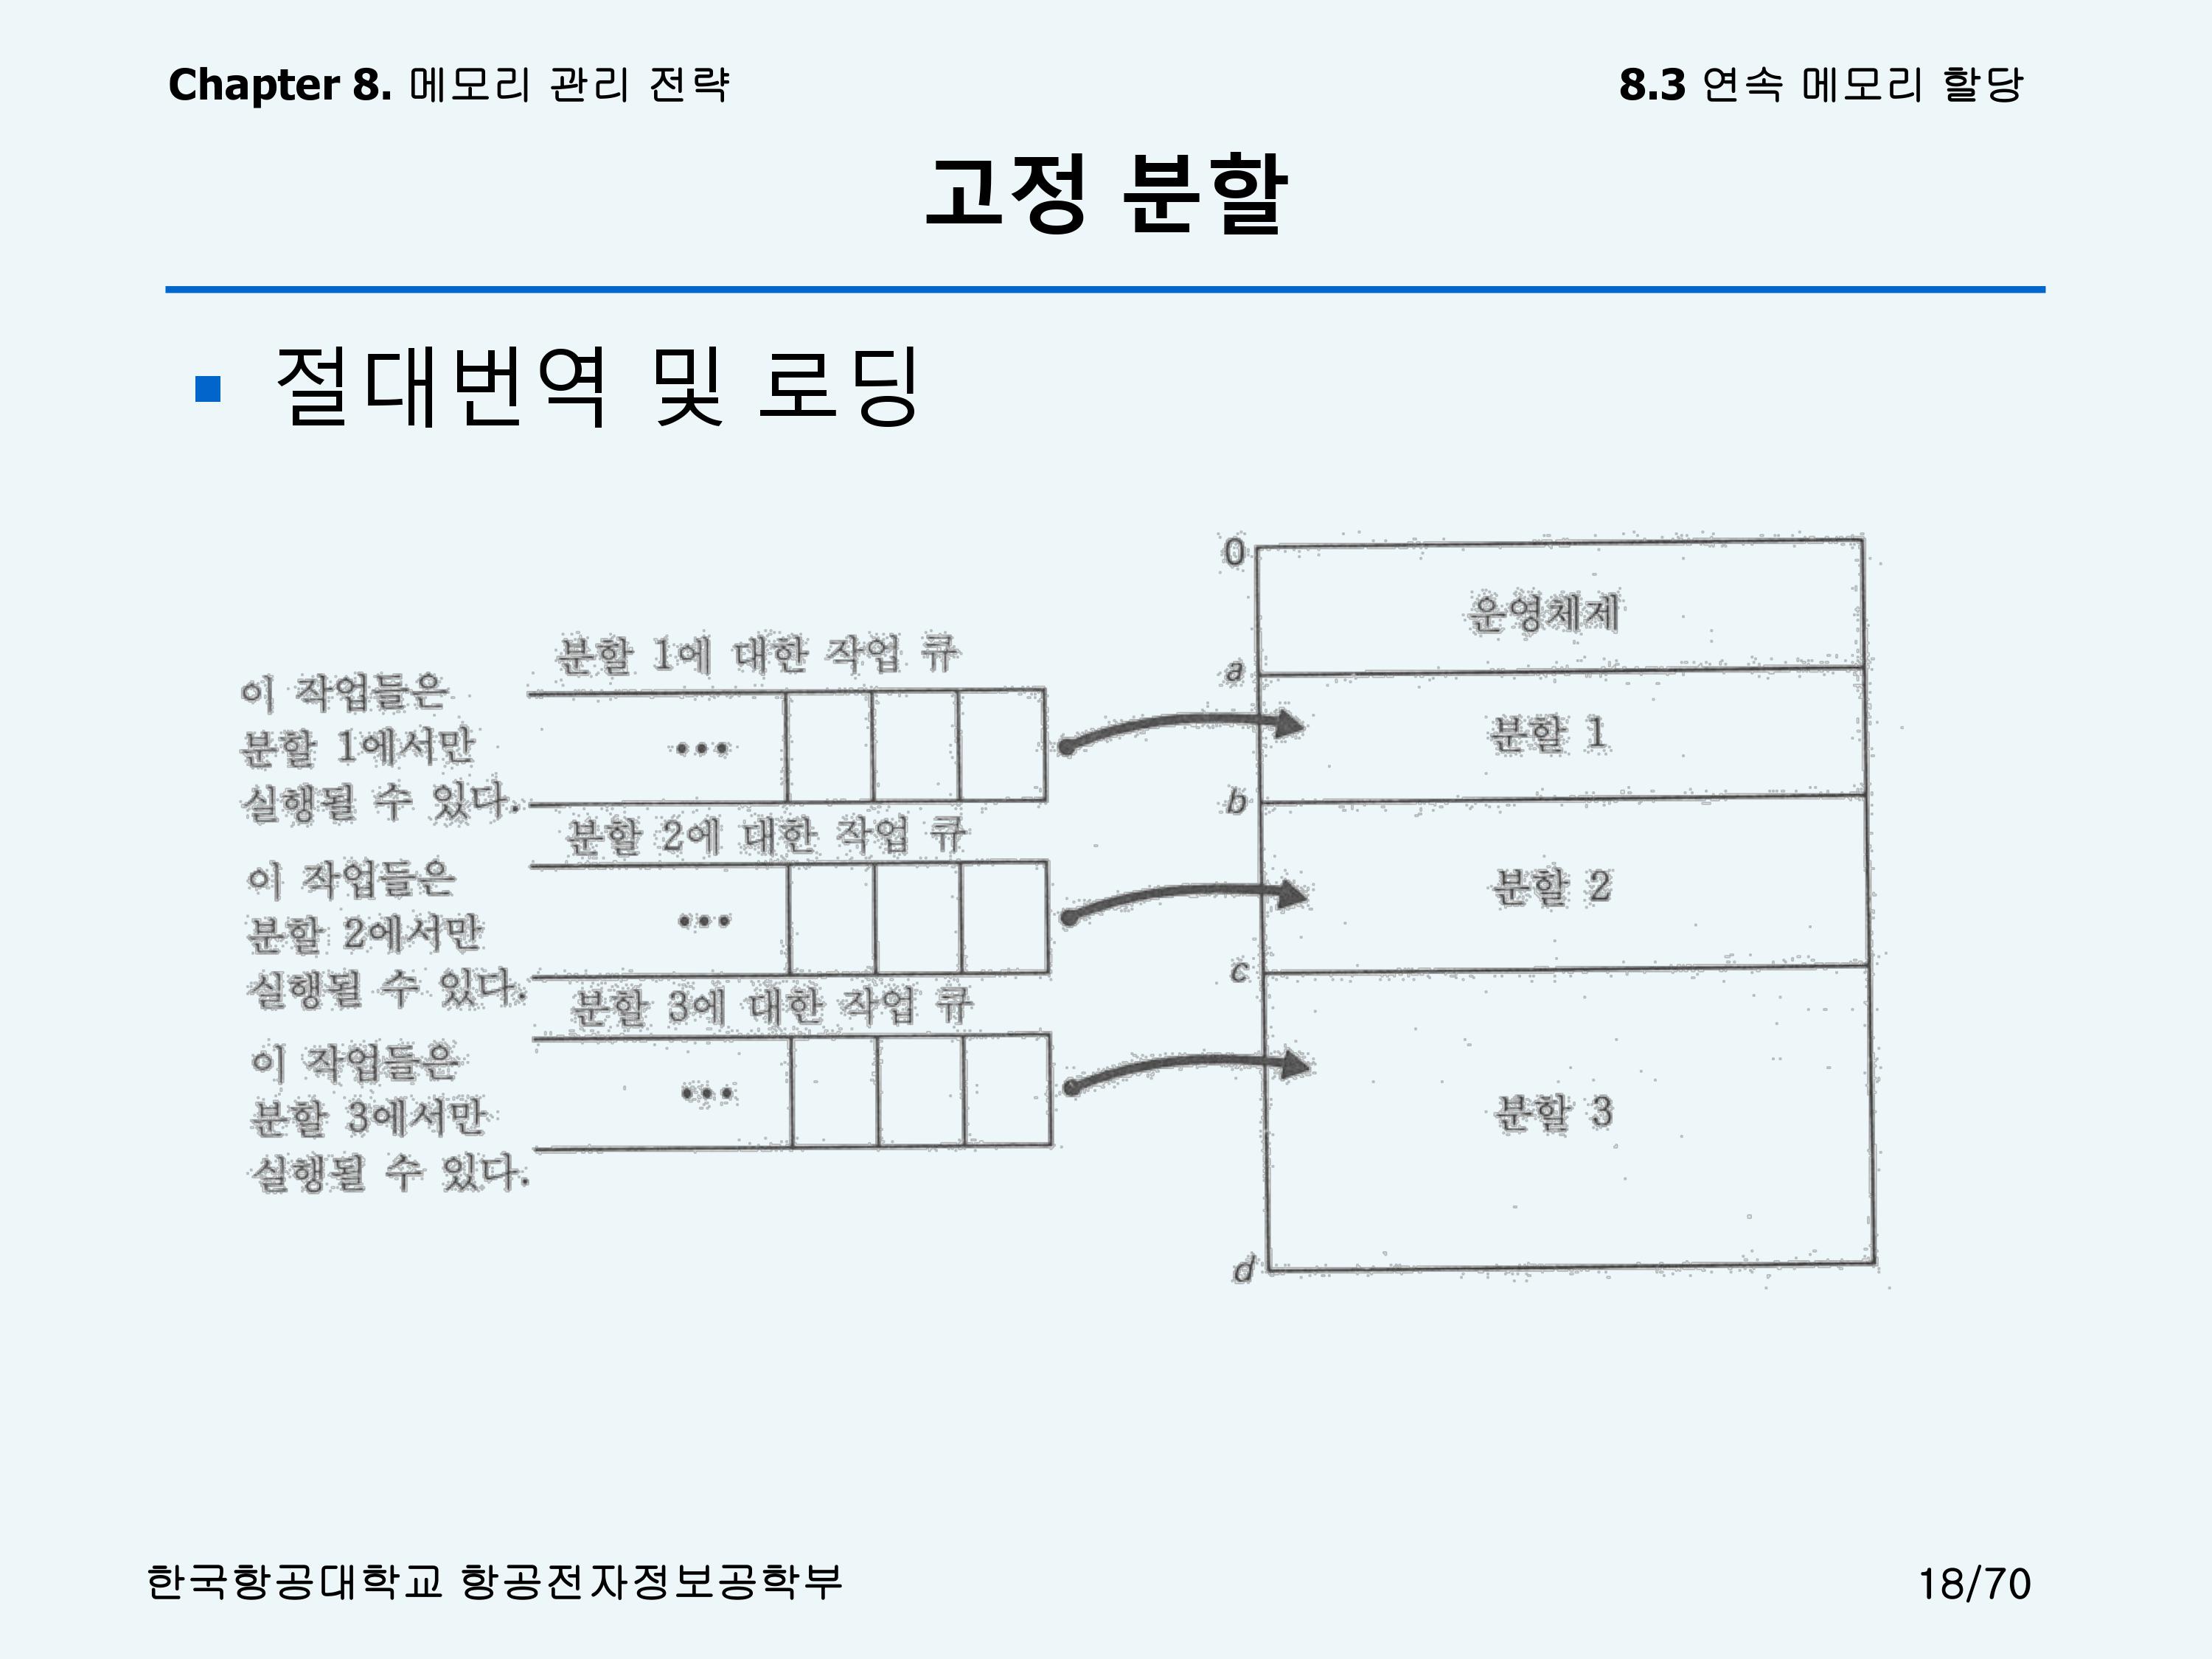 Chapter 8. 메모리 관리 전략
8.3 연속 메모리 할당
고정 분할
절대번역 및 로딩
분할 1에 대한 작업 큐
이 작업들은
분할 1에서만
실행될 수 있다.
분할 2에 대한 작업 큐
이 작업들은
분할 2에서만
실행될 수 있다.
분할 3에 대한 작업 큐
이 작업들은
분할 3에서만
실행될 수 있다.
0
운영체제
a
분할 1
b
분할 2
c
분할 3
d
한국항공대학교 항공전자정보공학부
18/70